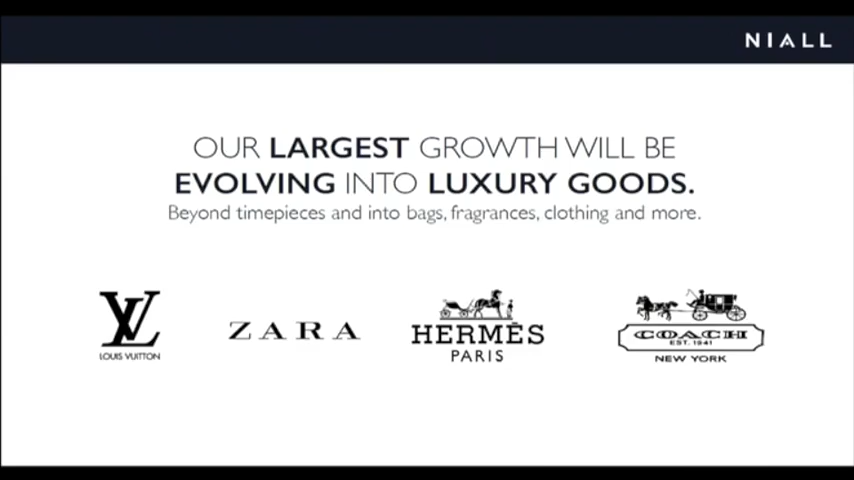 NIALL
OUR LARGEST GROWTH WILL BE
EVOLVING INTO LUXURY GOODS.
Beyond timepieces and into bags, fragrances, clothing and more.
LV
LOUIS VUITTON
ZARA
HERMÈS
PARIS
COACH
EST. 1941
NEW YORK